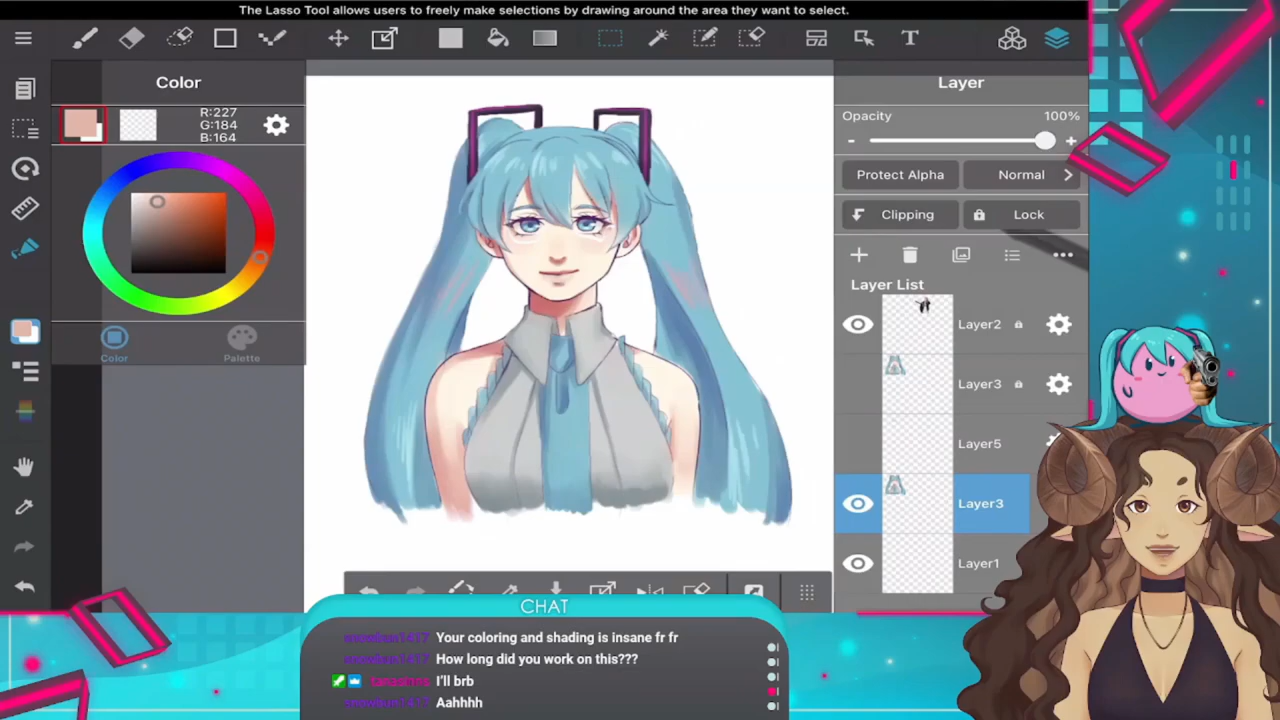 The Lasso Tool allows users to freely make selections by drawing around the area they want to select.
Color
R:227
G:184
B:164
Color
Palette
Layer
Opacity 100%
Protect Alpha
Normal
Clipping
Lock
Layer List
Layer2
Layer3
Layer5
Layer3
Layer1
CHAT
Your coloring and shading is insane fr fr
How long did you work on this???
I'll brb
Aahhhh